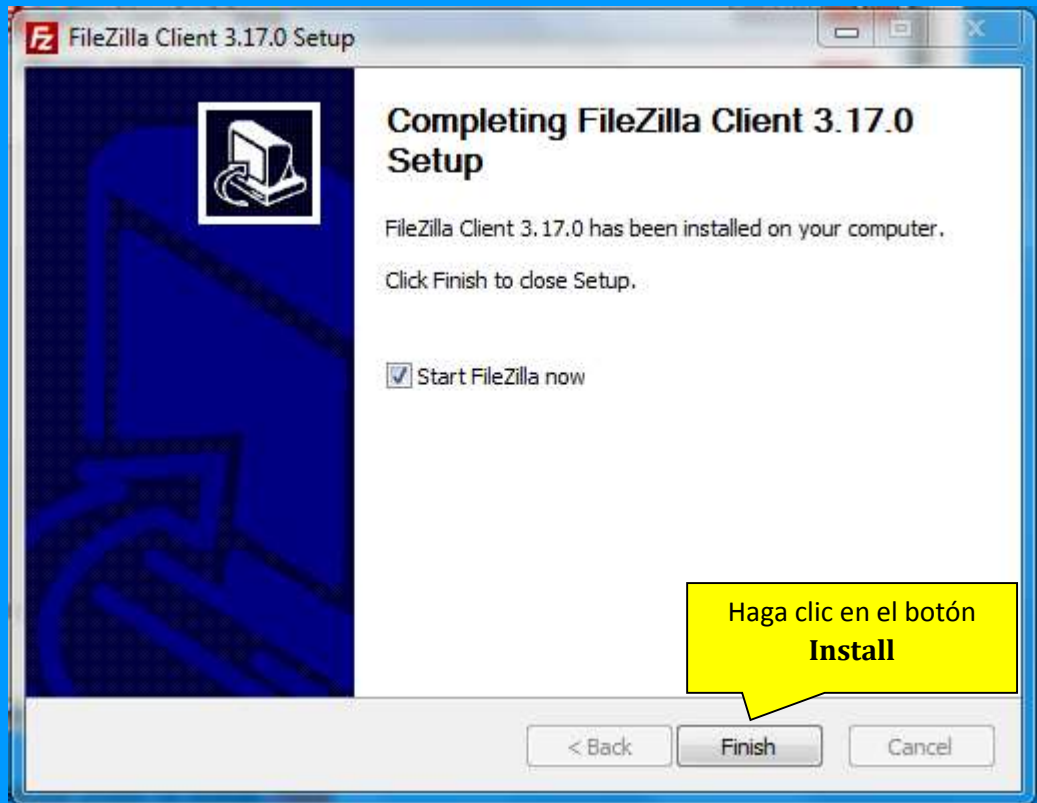 FileZilla Client 3.17.0 Setup
Completing FileZilla Client 3.17.0
Setup
FileZilla Client 3.17.0 has been installed on your computer.
Click Finish to close Setup.
Start FileZilla now
Haga clic en el botón
Install
< Back
Finish
Cancel